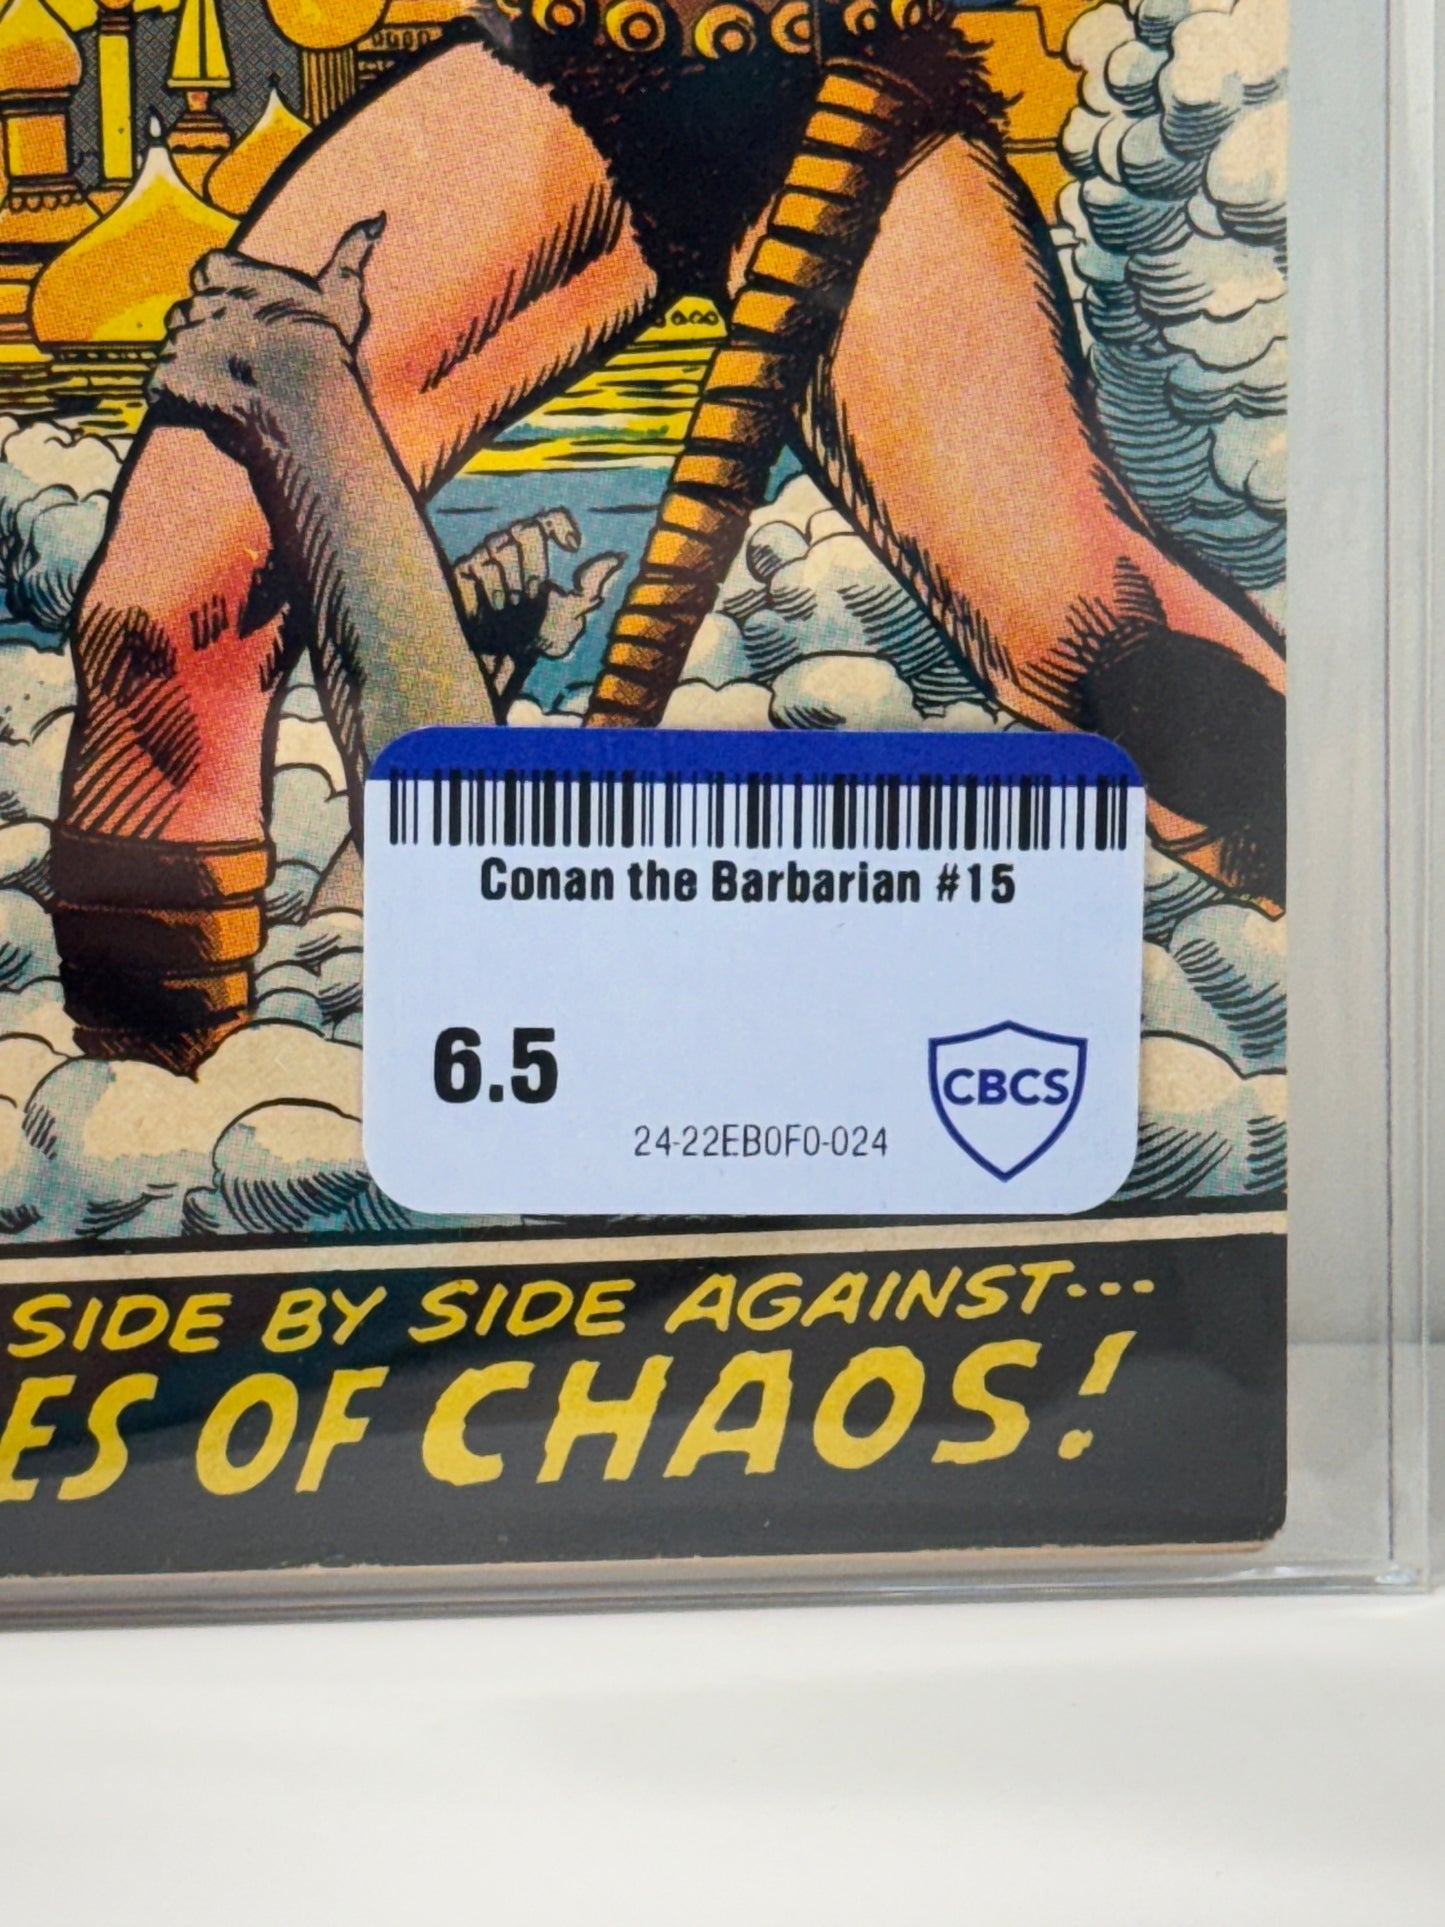 Conan the Barbarian #15
6.5
CBCS
24-22EB0F0-024
SIDE BY SIDE AGAINST...
ES OF CHAOS!